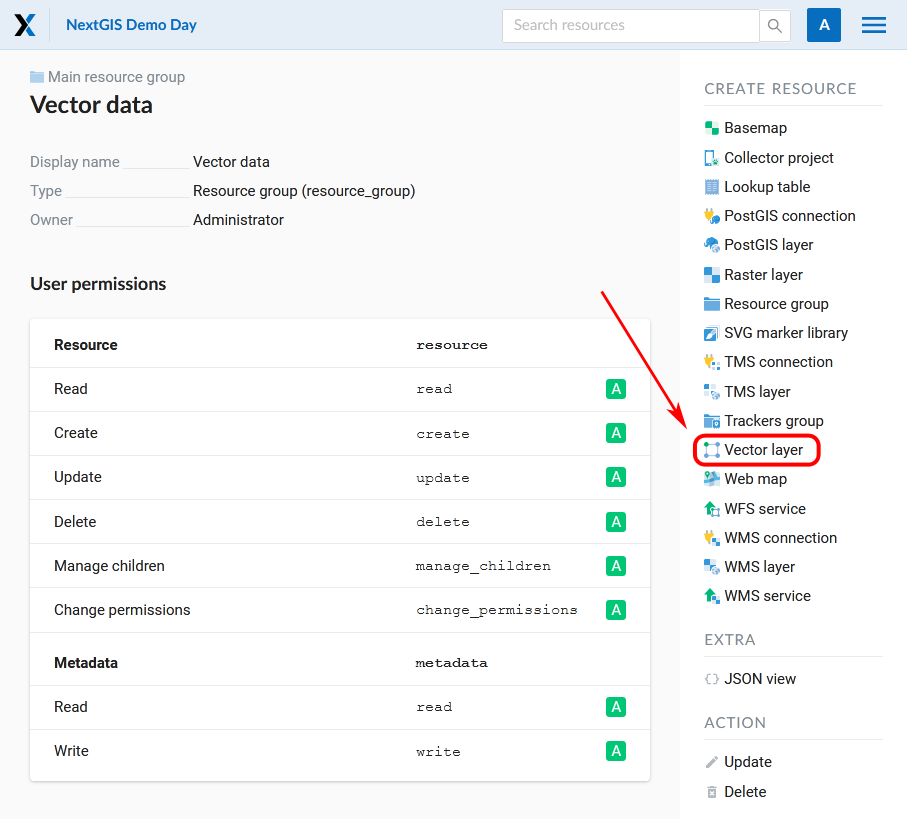 NextGIS Demo Day
Search resources
A
Main resource group
Vector data
Display name Vector data
Type Resource group (resource_group)
Owner Administrator
User permissions
Resource resource
Read read A
Create create A
Update update A
Delete delete A
Manage children manage_children A
Change permissions change_permissions A
Metadata metadata
Read read A
Write write A
CREATE RESOURCE
Basemap
Collector project
Lookup table
PostGIS connection
PostGIS layer
Raster layer
Resource group
SVG marker library
TMS connection
TMS layer
Trackers group
Vector layer
Web map
WFS service
WMS connection
WMS layer
WMS service
EXTRA
JSON view
ACTION
Update
Delete